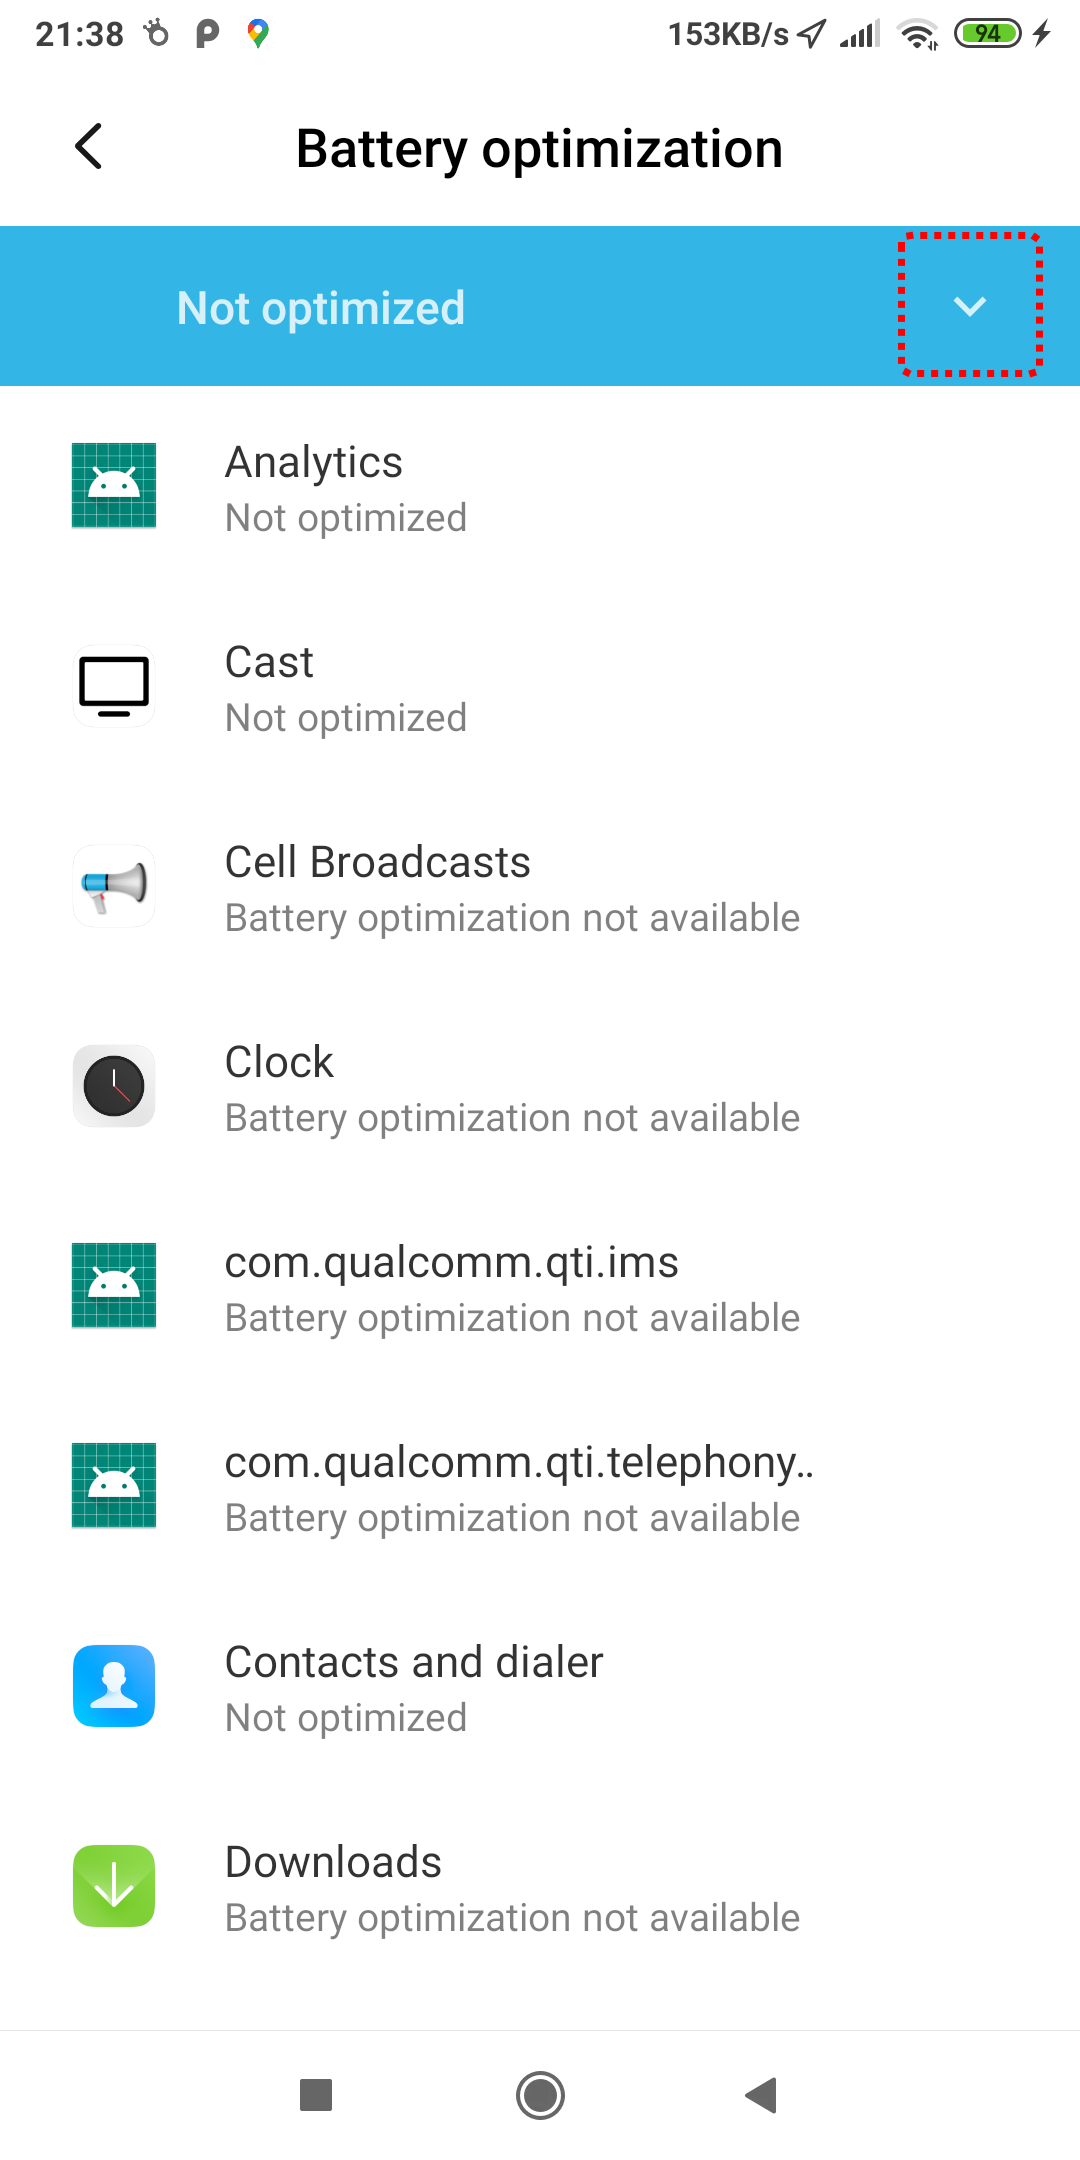 21:38 153KB/s 94
Battery optimization
Not optimized
Analytics
Not optimized
Cast
Not optimized
Cell Broadcasts
Battery optimization not available
Clock
Battery optimization not available
com.qualcomm.qti.ims
Battery optimization not available
com.qualcomm.qti.telephony..
Battery optimization not available
Contacts and dialer
Not optimized
Downloads
Battery optimization not available